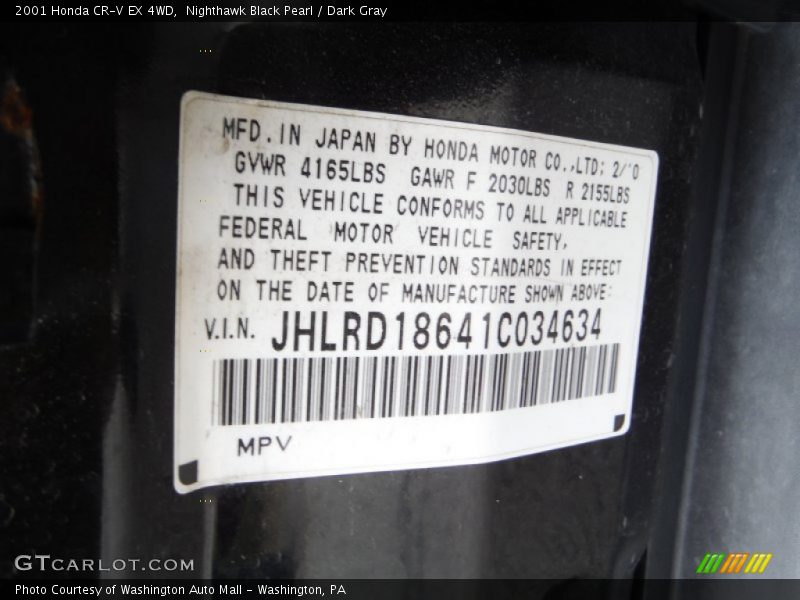 2001 Honda CR-V EX 4WD,  Nighthawk Black Pearl / Dark Gray
MFD. IN JAPAN BY HONDA MOTOR CO.,LTD; 2/'0
GVWR 4165LBS GAWR F 2030LBS R 2155LBS
THIS VEHICLE CONFORMS TO ALL APPLICABLE
FEDERAL MOTOR VEHICLE SAFETY,
AND THEFT PREVENTION STANDARDS IN EFFECT
ON THE DATE OF MANUFACTURE SHOWN ABOVE:
V.I.N. JHLRD18641C034634
MPV
GTCARLOT.COM
Photo Courtesy of Washington Auto Mall - Washington, PA